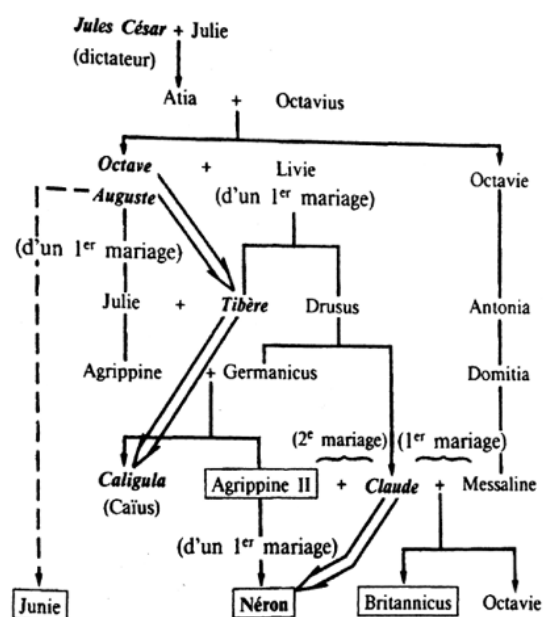 Jules César + Julie
(dictateur)
Atia + Octavius
Octave + Livie
Octavie
Auguste
(d'un 1er mariage)
(d'un 1er mariage)
Julie + Tibère Drusus Antonia
Agrippine + Germanicus Domitia
(2e mariage) (1er mariage)
Caligula Agrippine II + Claude + Messaline
(Caïus)
(d'un 1er mariage)
Junie Néron Britannicus Octavie